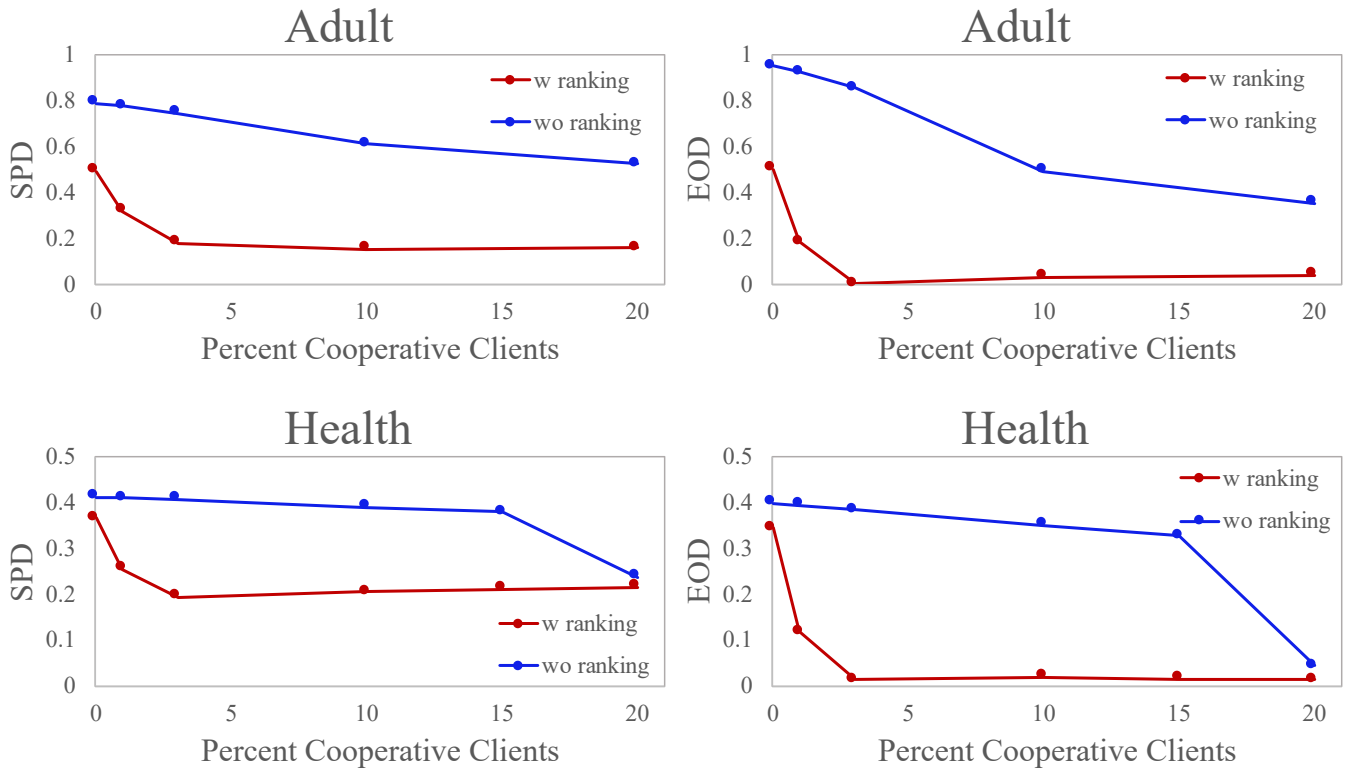 Adult
1
0.8
0.6
0.4
0.2
0
SPD
w ranking
wo ranking
0 5 10 15 20
Percent Cooperative Clients
Adult
1
0.8
0.6
0.4
0.2
0
EOD
w ranking
wo ranking
0 5 10 15 20
Percent Cooperative Clients
Health
0.5
0.4
0.3
0.2
0.1
0
SPD
w ranking
wo ranking
0 5 10 15 20
Percent Cooperative Clients
Health
0.5
0.4
0.3
0.2
0.1
0
EOD
w ranking
wo ranking
0 5 10 15 20
Percent Cooperative Clients